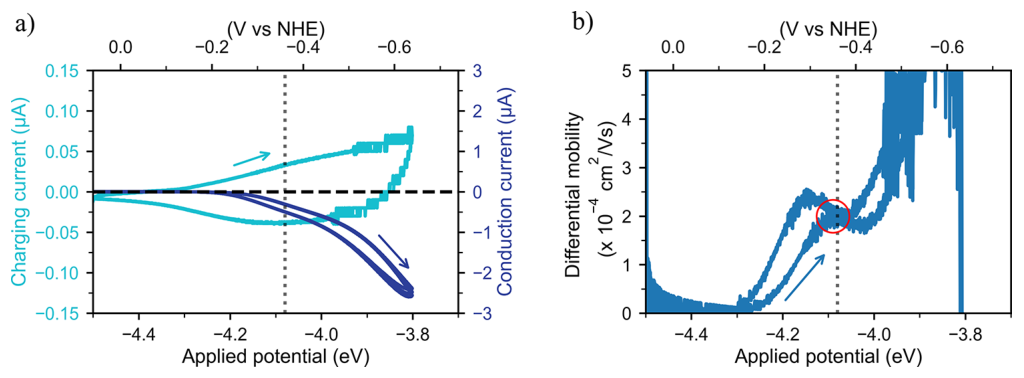 a)
(V vs NHE)
0.0 −0.2 −0.4 −0.6
Charging current (μA)
0.15
0.10
0.05
0.00
−0.05
−0.10
−0.15
3
2
1
0
−1
−2
−3
Conduction current (μA)
−4.4 −4.2 −4.0 −3.8
Applied potential (eV)
b)
(V vs NHE)
0.0 −0.2 −0.4 −0.6
Differential mobility
(x 10⁻⁴ cm²/Vs)
5
4
3
2
1
0
−4.4 −4.2 −4.0 −3.8
Applied potential (eV)